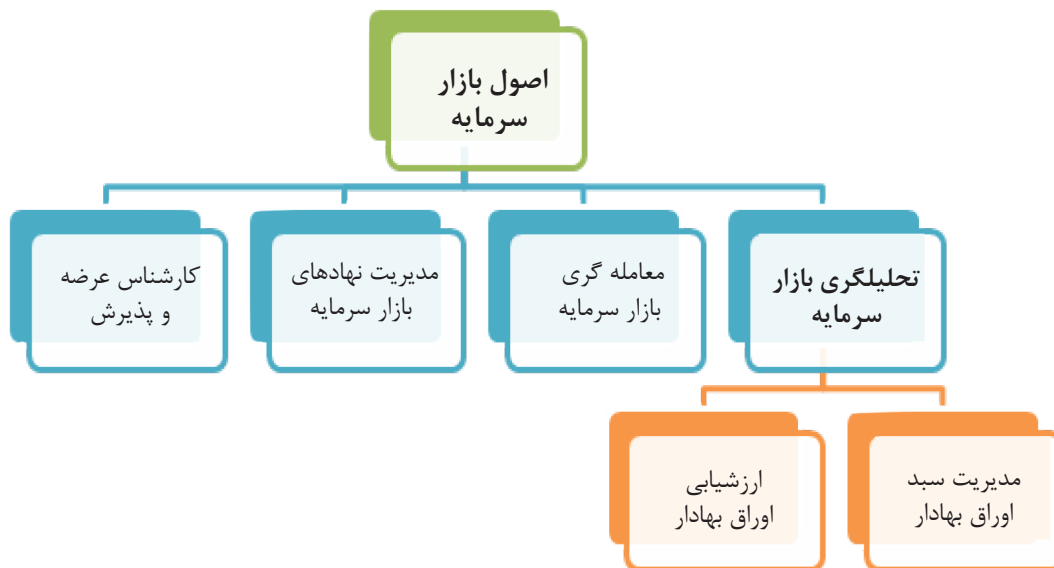 اصول بازار
سرمایه
تحلیلگری بازار
سرمایه
معامله گری
بازار سرمایه
مدیریت نهادهای
بازار سرمایه
کارشناس عرضه
و پذیرش
مدیریت سبد
اوراق بهادار
ارزشیابی
اوراق بهادار